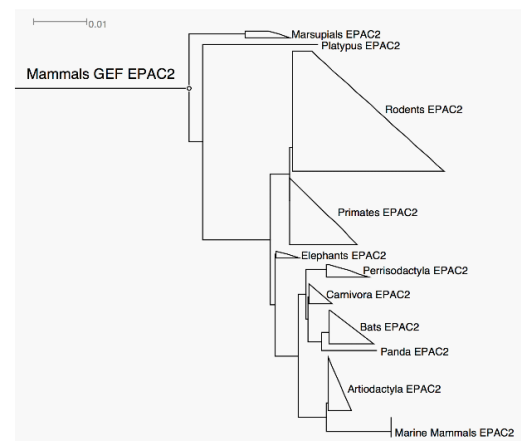 0.01
Marsupials EPAC2
Platypus EPAC2
Mammals GEF EPAC2
Rodents EPAC2
Primates EPAC2
Elephants EPAC2
Perrisodactyla EPAC2
Carnivora EPAC2
Bats EPAC2
Panda EPAC2
Artiodactyla EPAC2
Marine Mammals EPAC2